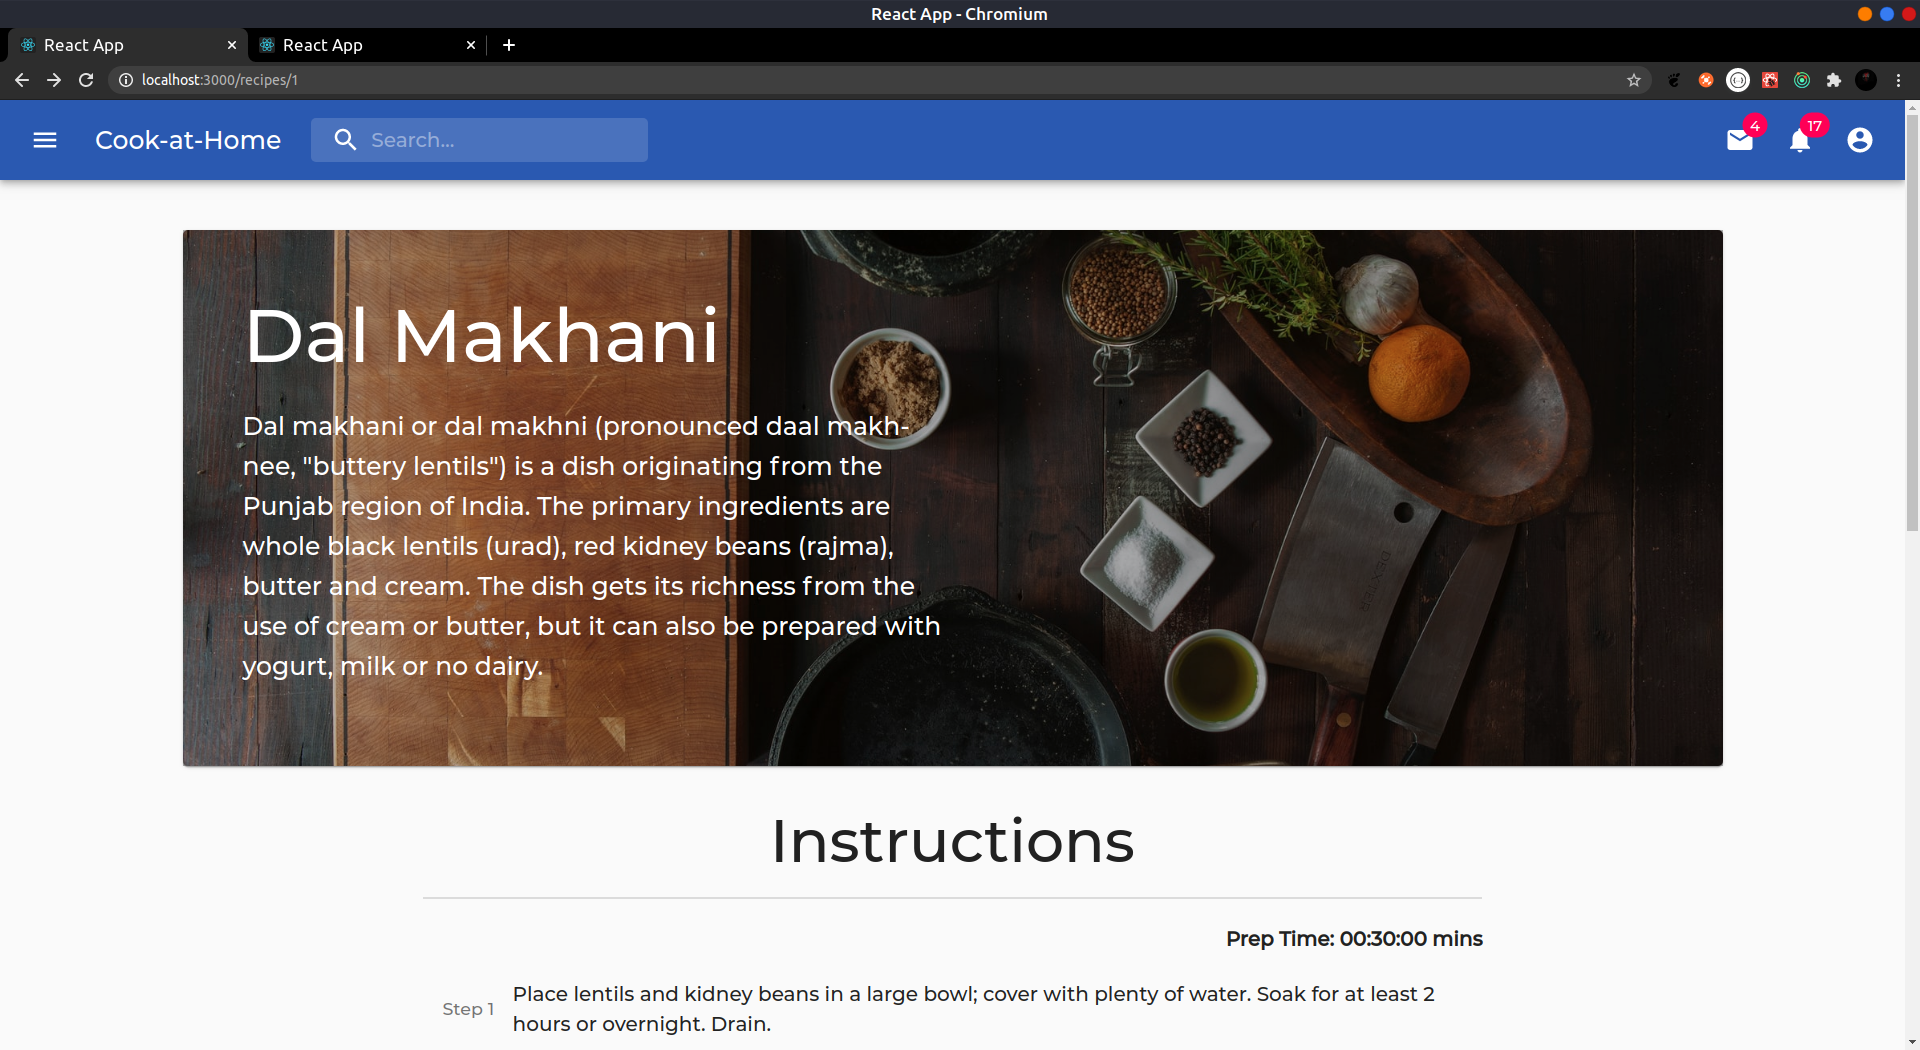 React App - Chromium
React App
React App
localhost:3000/recipes/1
Cook-at-Home
Search...
4
17
Dal Makhani
Dal makhani or dal makhni (pronounced daal makh-
nee, "buttery lentils") is a dish originating from the
Punjab region of India. The primary ingredients are
whole black lentils (urad), red kidney beans (rajma),
butter and cream. The dish gets its richness from the
use of cream or butter, but it can also be prepared with
yogurt, milk or no dairy.
DEXTER
Instructions
Prep Time: 00:30:00 mins
Step 1
Place lentils and kidney beans in a large bowl; cover with plenty of water. Soak for at least 2
hours or overnight. Drain.